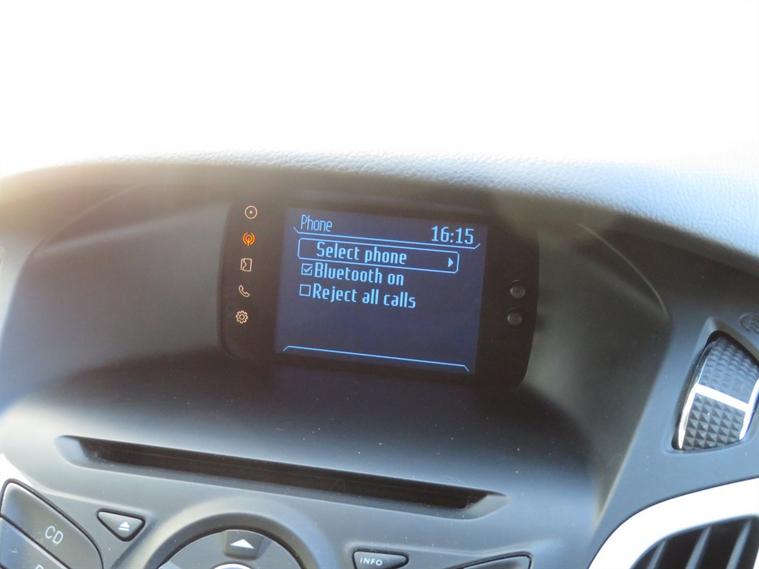 Phone 16:15
Select phone
Bluetooth on
Reject all calls
CD
INFO